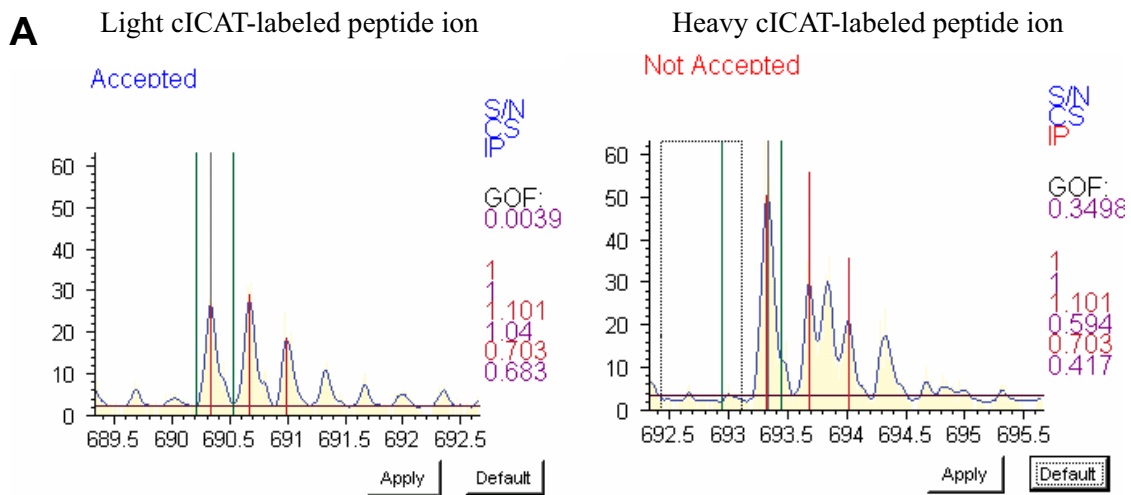 A
Light cICAT-labeled peptide ion
Accepted
S/N
CS
IP
GOF:
0.0039
1
1
1.101
1.04
0.703
0.683
60
50
40
30
20
10
0
689.5 690 690.5 691 691.5 692 692.5
Apply Default
Heavy cICAT-labeled peptide ion
Not Accepted
S/N
CS
IP
GOF:
0.3498
1
1
1.101
0.594
0.703
0.417
60
50
40
30
20
10
0
692.5 693 693.5 694 694.5 695 695.5
Apply Default